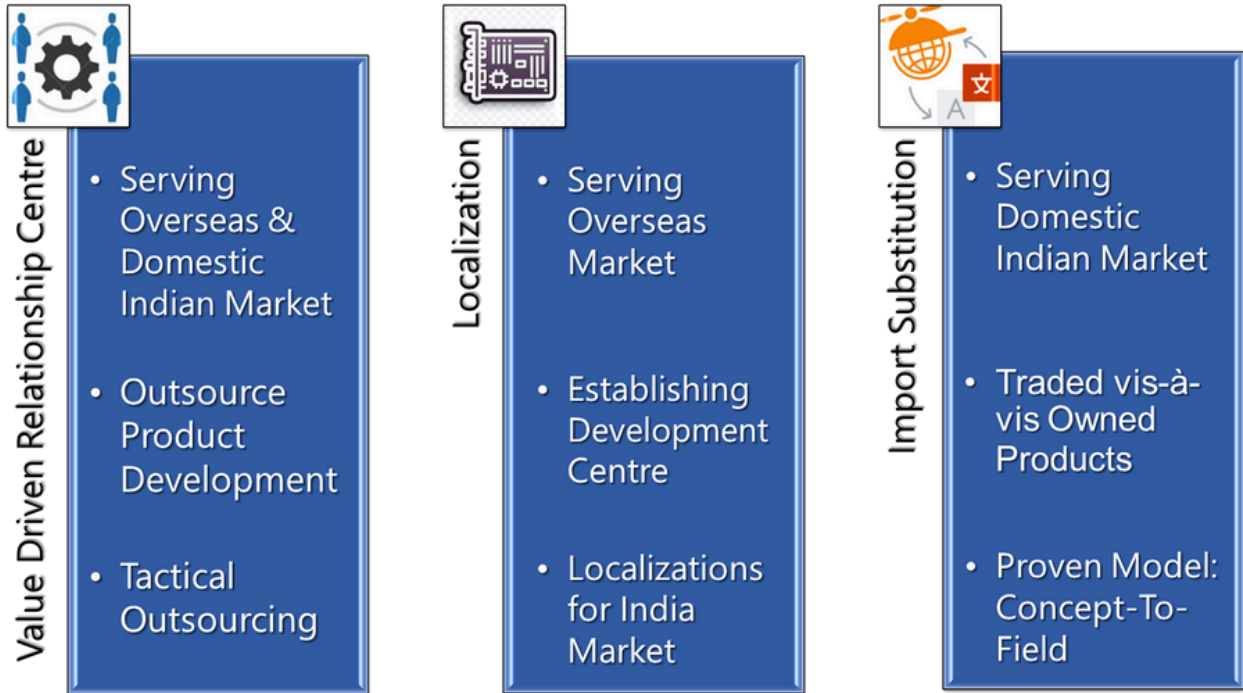 Value Driven Relationship Centre
• Serving
Overseas &
Domestic
Indian Market
• Outsource
Product
Development
• Tactical
Outsourcing
Localization
• Serving
Overseas
Market
• Establishing
Development
Centre
• Localizations
for India
Market
文
A
Import Substitution
• Serving
Domestic
Indian Market
• Traded vis-à-
vis Owned
Products
• Proven Model:
Concept-To-
Field